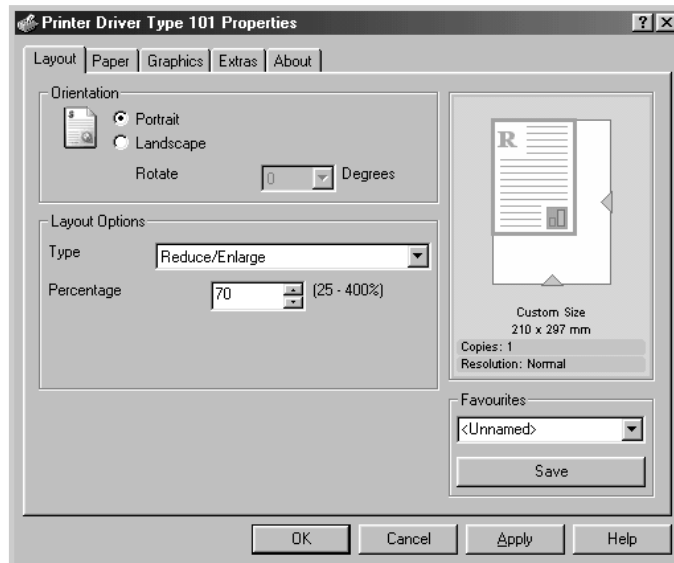 Printer Driver Type 101 Properties
Layout Paper Graphics Extras About
Orientation
Portrait
Landscape
Rotate 0 Degrees
Layout Options
Type Reduce/Enlarge
Percentage 70 (25 - 400%)
R
Custom Size
210 x 297 mm
Copies: 1
Resolution: Normal
Favourites
<Unnamed>
Save
OK Cancel Apply Help